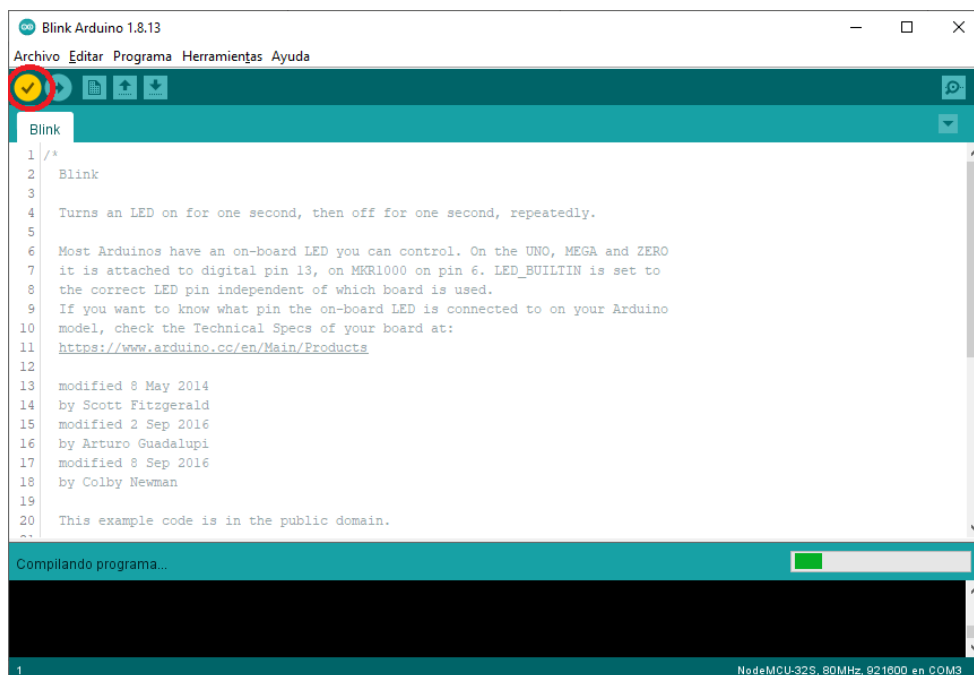 Blink Arduino 1.8.13
Archivo Editar Programa Herramientas Ayuda
Blink
1 /*
2 Blink
3
4 Turns an LED on for one second, then off for one second, repeatedly.
5
6 Most Arduinos have an on-board LED you can control. On the UNO, MEGA and ZERO
7 it is attached to digital pin 13, on MKR1000 on pin 6. LED_BUILTIN is set to
8 the correct LED pin independent of which board is used.
9 If you want to know what pin the on-board LED is connected to on your Arduino
10 model, check the Technical Specs of your board at:
11 https://www.arduino.cc/en/Main/Products
12
13 modified 8 May 2014
14 by Scott Fitzgerald
15 modified 2 Sep 2016
16 by Arturo Guadalupi
17 modified 8 Sep 2016
18 by Colby Newman
19
20 This example code is in the public domain.
Compilando programa...
1 NodeMCU-32S, 80MHz, 921600 en COM3